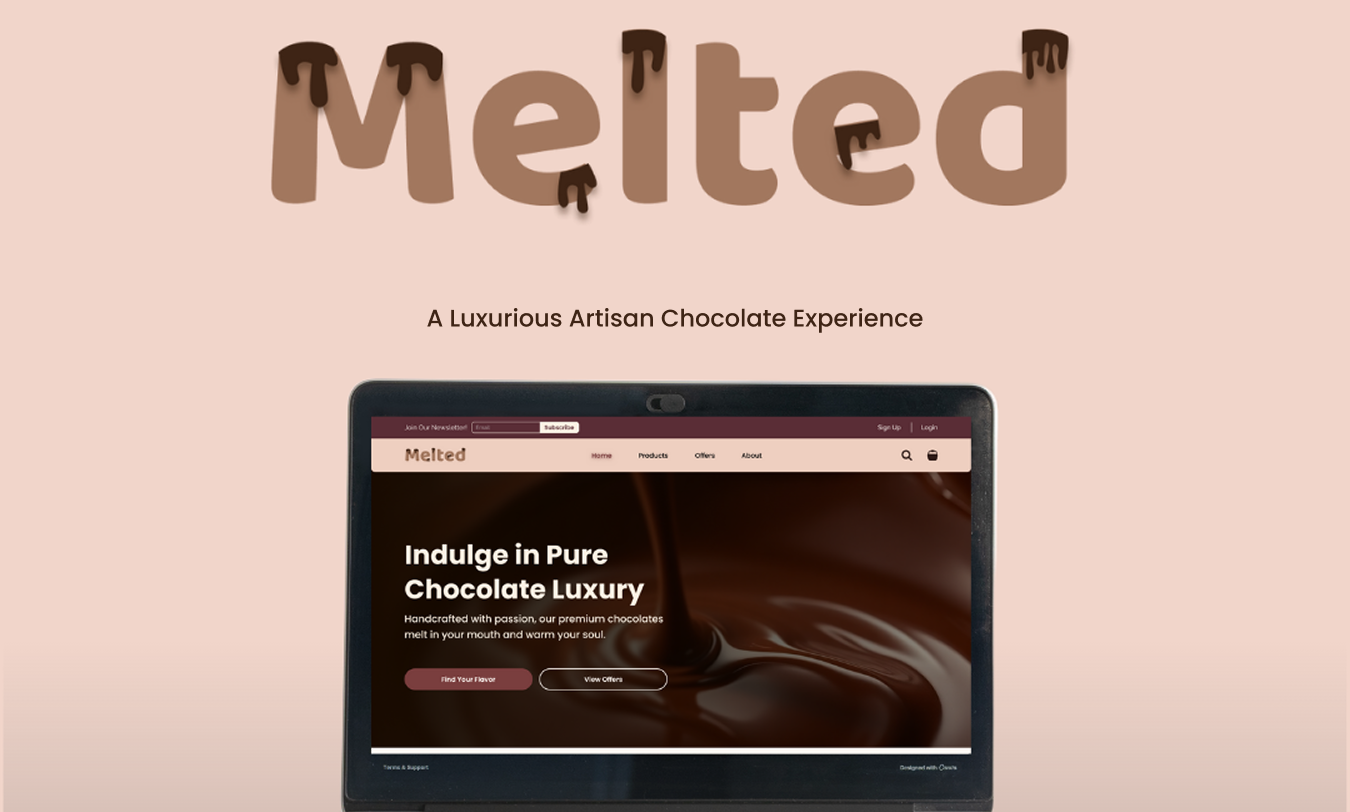 Melted
A Luxurious Artisan Chocolate Experience
Join Our Newsletter! Email Subscribe Sign Up Login
Melted Home Products Offers About
Indulge in Pure
Chocolate Luxury
Handcrafted with passion, our premium chocolates
melt in your mouth and warm your soul.
Find Your Flavor View Offers
Terms & Support Designed with